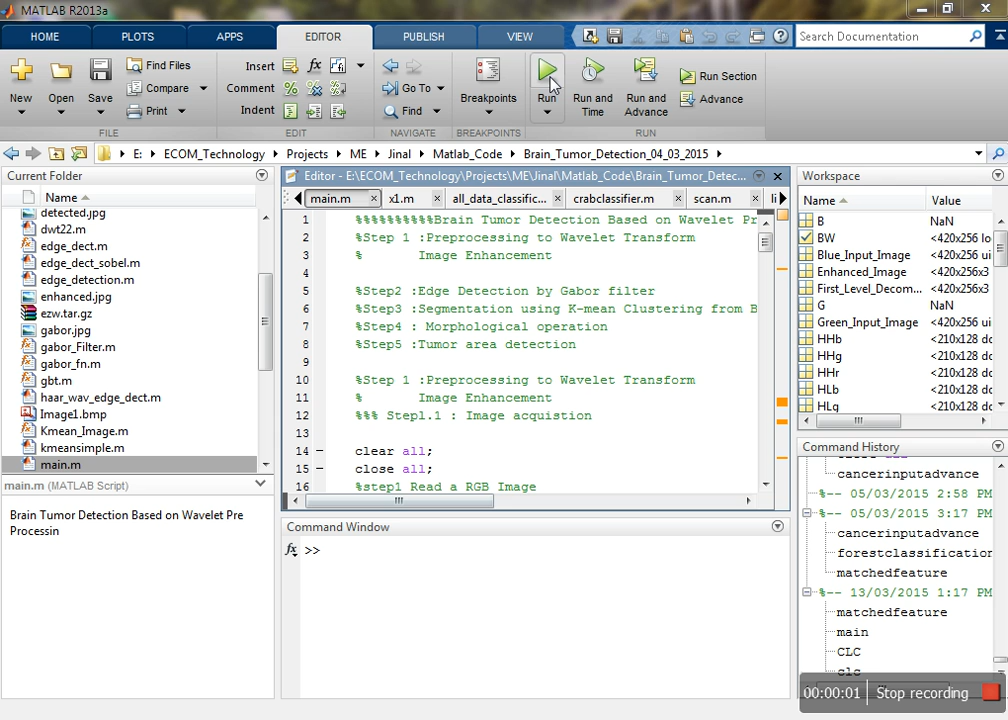 MATLAB R2013a
HOME
PLOTS
APPS
EDITOR
PUBLISH
VIEW
Search Documentation
New
Open
Save
Find Files
Compare
Print
FILE
Insert
Comment
Indent
EDIT
Go To
Find
NAVIGATE
Breakpoints
BREAKPOINTS
Run
Run and Time
Run and Advance
Run Section
Advance
RUN
E: ECOM_Technology Projects ME Jinal Matlab_Code Brain_Tumor_Detection_04_03_2015
Current Folder
Name
detected.jpg
dwt22.m
edge_dect.m
edge_dect_sobel.m
edge_detection.m
enhanced.jpg
ezw.tar.gz
gabor.jpg
gabor_Filter.m
gabor_fn.m
gbt.m
haar_wav_edge_dect.m
Image1.bmp
Kmean_Image.m
kmeansimple.m
main.m
main.m (MATLAB Script)
Brain Tumor Detection Based on Wavelet Pre
Processin
Editor - E:\ECOM_Technology\Projects\ME\Jinal\Matlab_Code\Brain_Tumor_Detec...
main.m
x1.m
all_data_classific...
crabclassifier.m
scan.m
li
1 %%%%%%%%%%Brain Tumor Detection Based on Wavelet Pr
2 %Step 1 :Preprocessing to Wavelet Transform
3 % Image Enhancement
4
5 %Step2 :Edge Detection by Gabor filter
6 %Step3 :Segmentation using K-mean Clustering from B
7 %Step4 : Morphological operation
8 %Step5 :Tumor area detection
9
10 %Step 1 :Preprocessing to Wavelet Transform
11 % Image Enhancement
12 %%% Step1.1 : Image acquistion
13
14 – clear all;
15 – close all;
16 %step1 Read a RGB Image
Command Window
fx >>
Workspace
Name Value
B NaN
BW <420x256 lo
Blue_Input_Image <420x256 ui
Enhanced_Image <420x256x3
First_Level_Decom... <420x256x3
G NaN
Green_Input_Image <420x256 ui
HHb <210x128 dc
HHg <210x128 dc
HHr <210x128 dc
HLb <210x128 dc
HLg <210x128 dc
Command History
cancerinputadvance
%-- 05/03/2015 2:58 PM
%-- 05/03/2015 3:17 PM
cancerinputadvance
forestclassification
matchedfeature
%-- 13/03/2015 1:17 PM
matchedfeature
main
CLC
clc
00:00:01 Stop recording